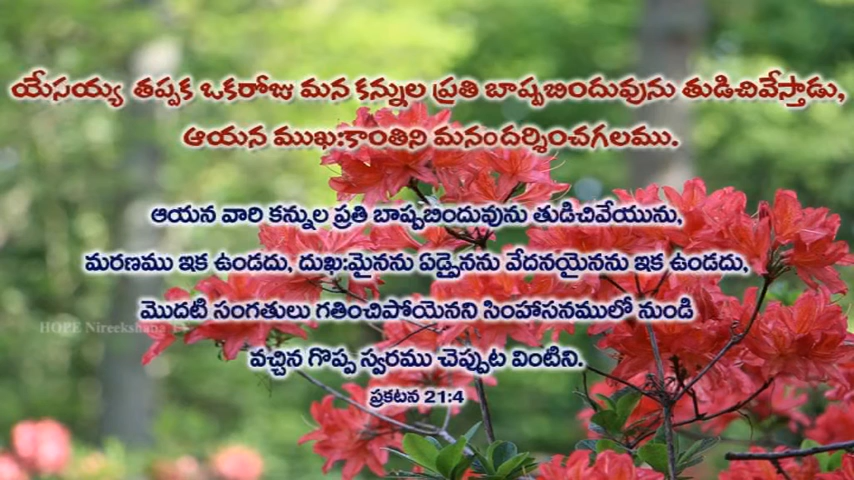 యేసయ్య తప్పక ఒకరోజు మన కన్నుల ప్రతి బాష్పబిందువును తుడిచివేస్తాడు,
ఆయన ముఖ:కాంతిని మనందర్శించగలము.
ఆయన వారి కన్నుల ప్రతి బాష్పబిందువును తుడిచివేయును,
మరణము ఇక ఉండదు, దుఖ:మైనను ఏడ్పైనను వేదనయైనను ఇక ఉండదు,
మొదటి సంగతులు గతించిపోయెనని సింహాసనములో నుండి
HOPE Nireekshana TV
వచ్చిన గొప్ప స్వరము చెప్పుట వింటిని.
ప్రకటన 21:4